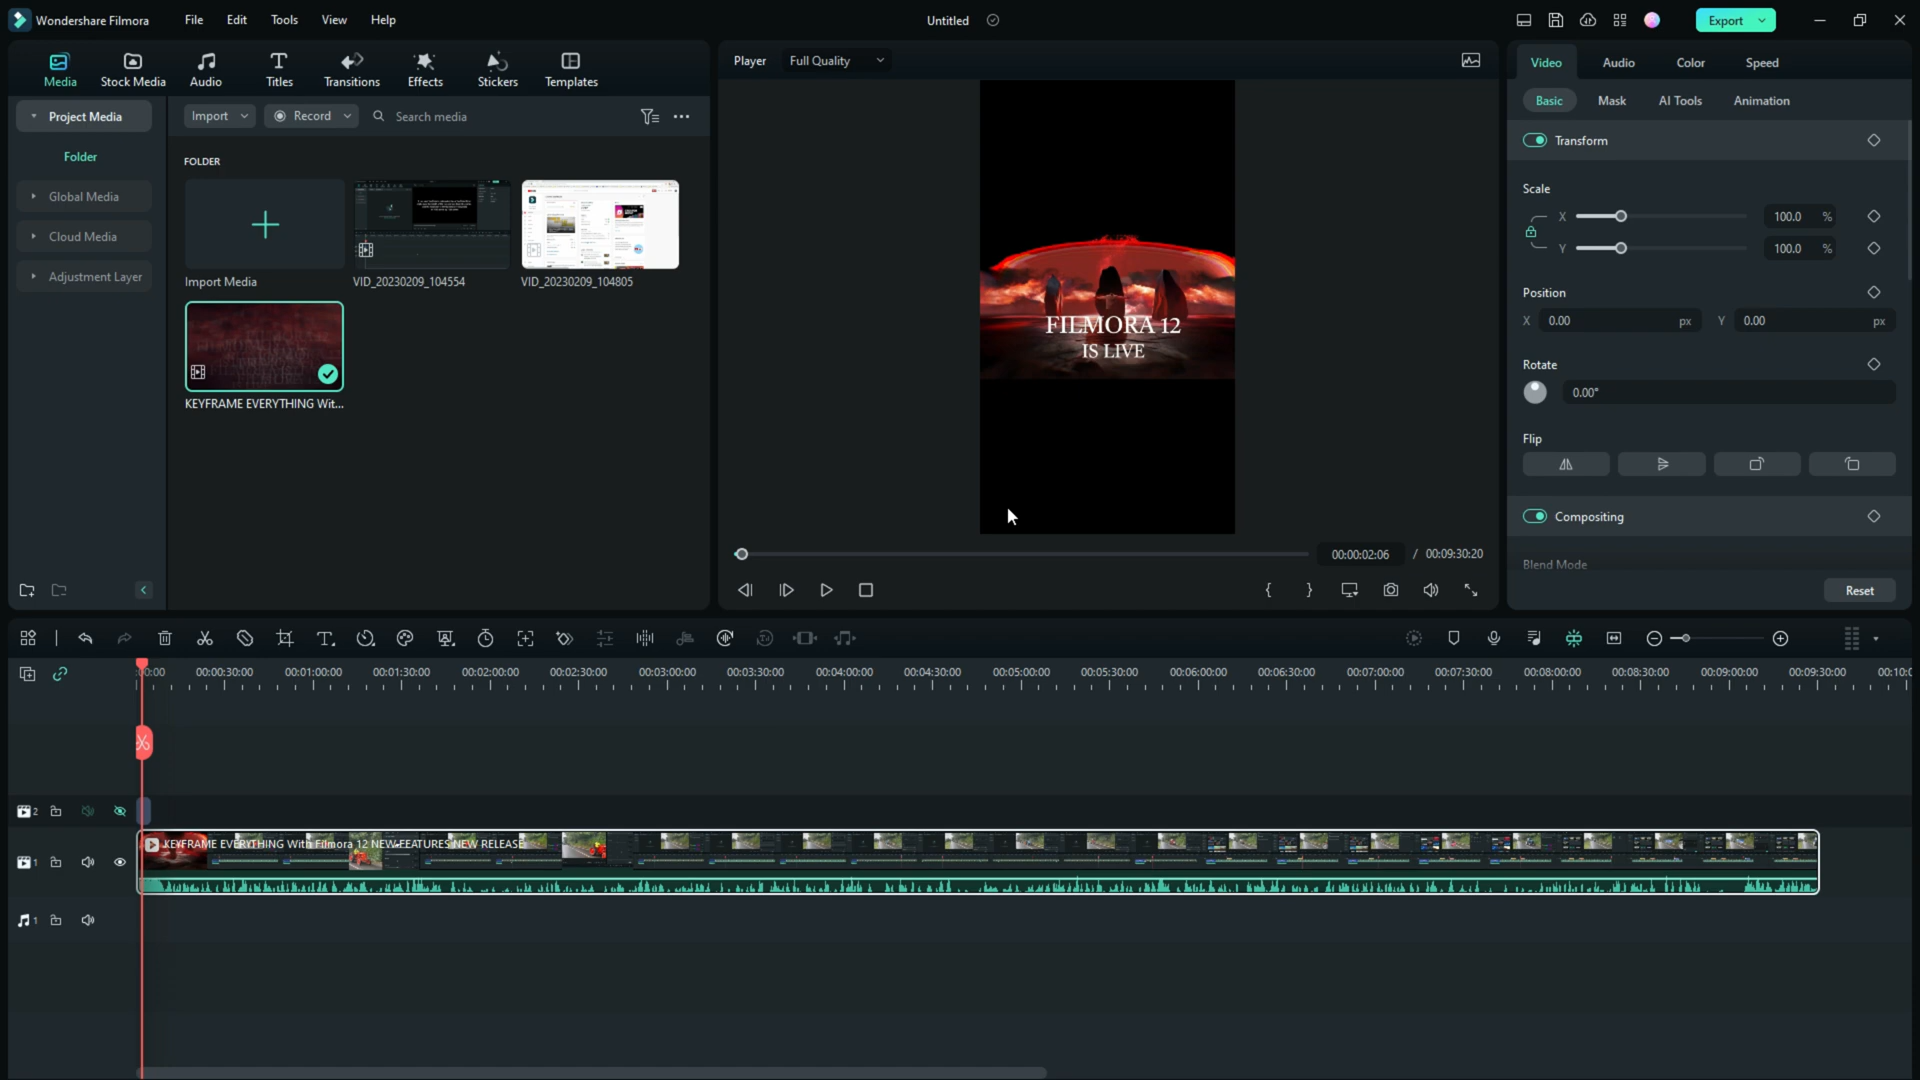 Wondershare Filmora
File Edit Tools View Help
Untitled
Export
Media
Stock Media
Audio
Titles
Transitions
Effects
Stickers
Templates
Project Media
Folder
Global Media
Cloud Media
Adjustment Layer
Import
Record
Search media
FOLDER
Import Media
VID_20230209_104554
VID_20230209_104805
KEYFRAME EVERYTHING Wit...
Player
Full Quality
FILMORA 12
IS LIVE
00:00:02:06 / 00:09:30:20
Video Audio Color Speed
Basic Mask AI Tools Animation
Transform
Scale
X 100.0 %
Y 100.0 %
Position
X 0.00 px Y 0.00 px
Rotate
0.00°
Flip
Compositing
Blend Mode
Reset
:00:00 00:00:30:00 00:01:00:00 00:01:30:00 00:02:00:00 00:02:30:00 00:03:00:00 00:03:30:00 00:04:00:00 00:04:30:00 00:05:00:00 00:05:30:00 00:06:00:00 00:06:30:00 00:07:00:00 00:07:30:00 00:08:00:00 00:08:30:00 00:09:00:00 00:09:30:00 00:10:0
2
KEYFRAME EVERYTHING With Filmora 12 NEW FEATURES NEW RELEASE
1
1